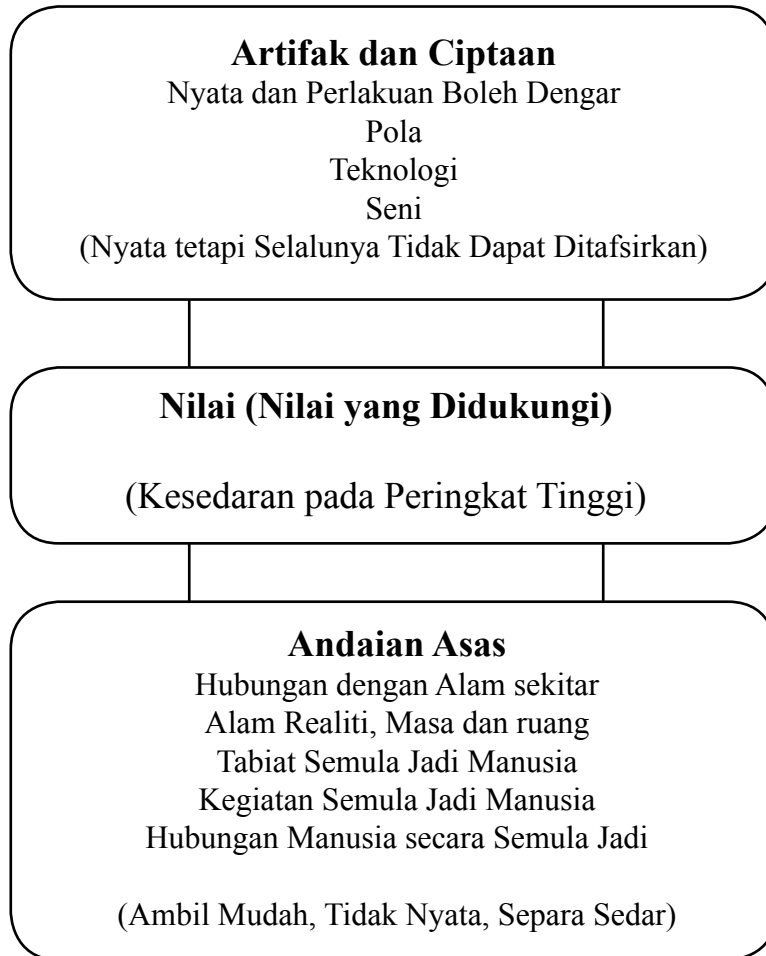 Artifak dan Ciptaan
Nyata dan Perlakuan Boleh Dengar
Pola
Teknologi
Seni
(Nyata tetapi Selalunya Tidak Dapat Ditafsirkan)
Nilai (Nilai yang Didukungi)
(Kesedaran pada Peringkat Tinggi)
Andaian Asas
Hubungan dengan Alam sekitar
Alam Realiti, Masa dan ruang
Tabiat Semula Jadi Manusia
Kegiatan Semula Jadi Manusia
Hubungan Manusia secara Semula Jadi
(Ambil Mudah, Tidak Nyata, Separa Sedar)